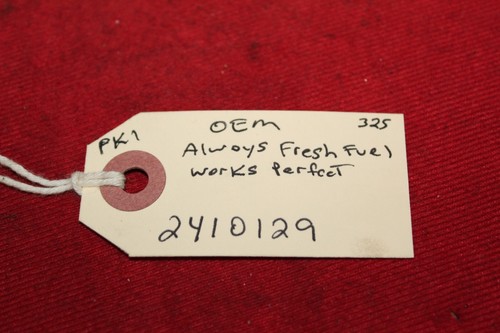 PK1
OEM 325
Always Fresh Fuel
works Perfect
2410129